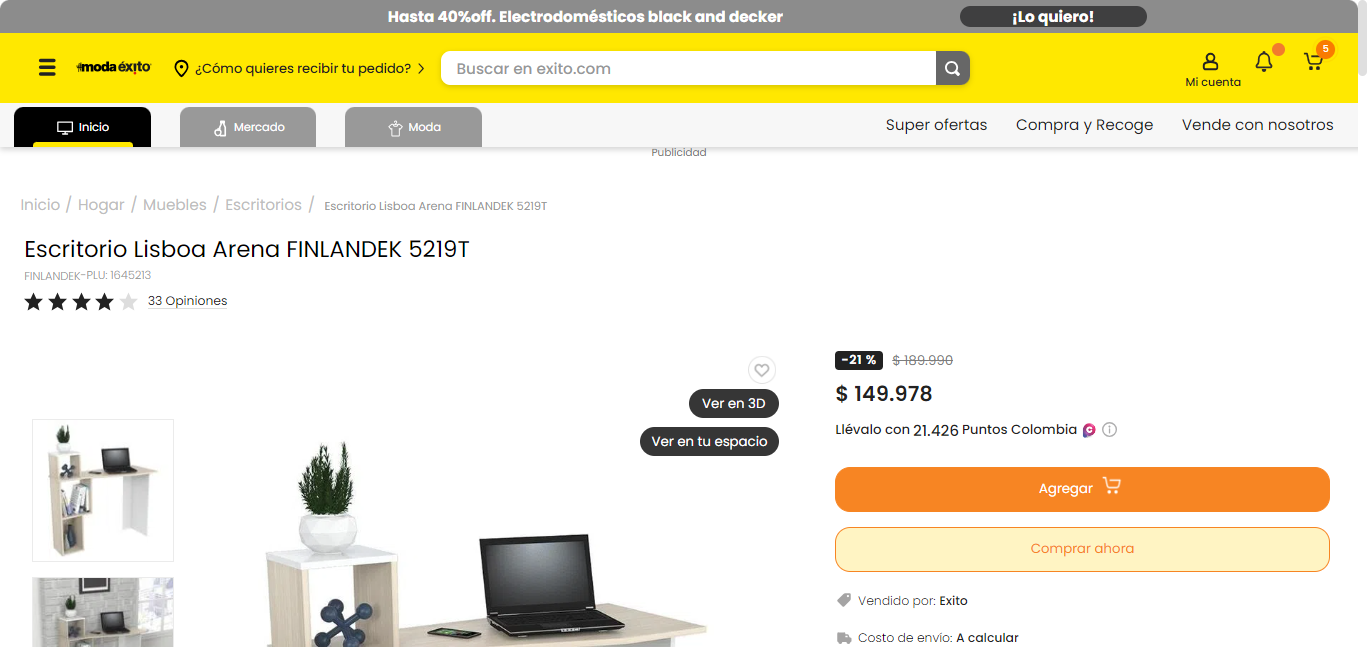 Hasta 40%off. Electrodomésticos black and decker
¡Lo quiero!
#moda éxito
¿Cómo quieres recibir tu pedido?
Buscar en exito.com
Mi cuenta
5
Inicio
Mercado
Moda
Super ofertas
Compra y Recoge
Vende con nosotros
Publicidad
Inicio / Hogar / Muebles / Escritorios / Escritorio Lisboa Arena FINLANDEK 5219T
Escritorio Lisboa Arena FINLANDEK 5219T
FINLANDEK-PLU: 1645213
33 Opiniones
Ver en 3D
Ver en tu espacio
-21 % $ 189.990
$ 149.978
Llévalo con 21.426 Puntos Colombia
Agregar
Comprar ahora
Vendido por: Exito
Costo de envío: A calcular